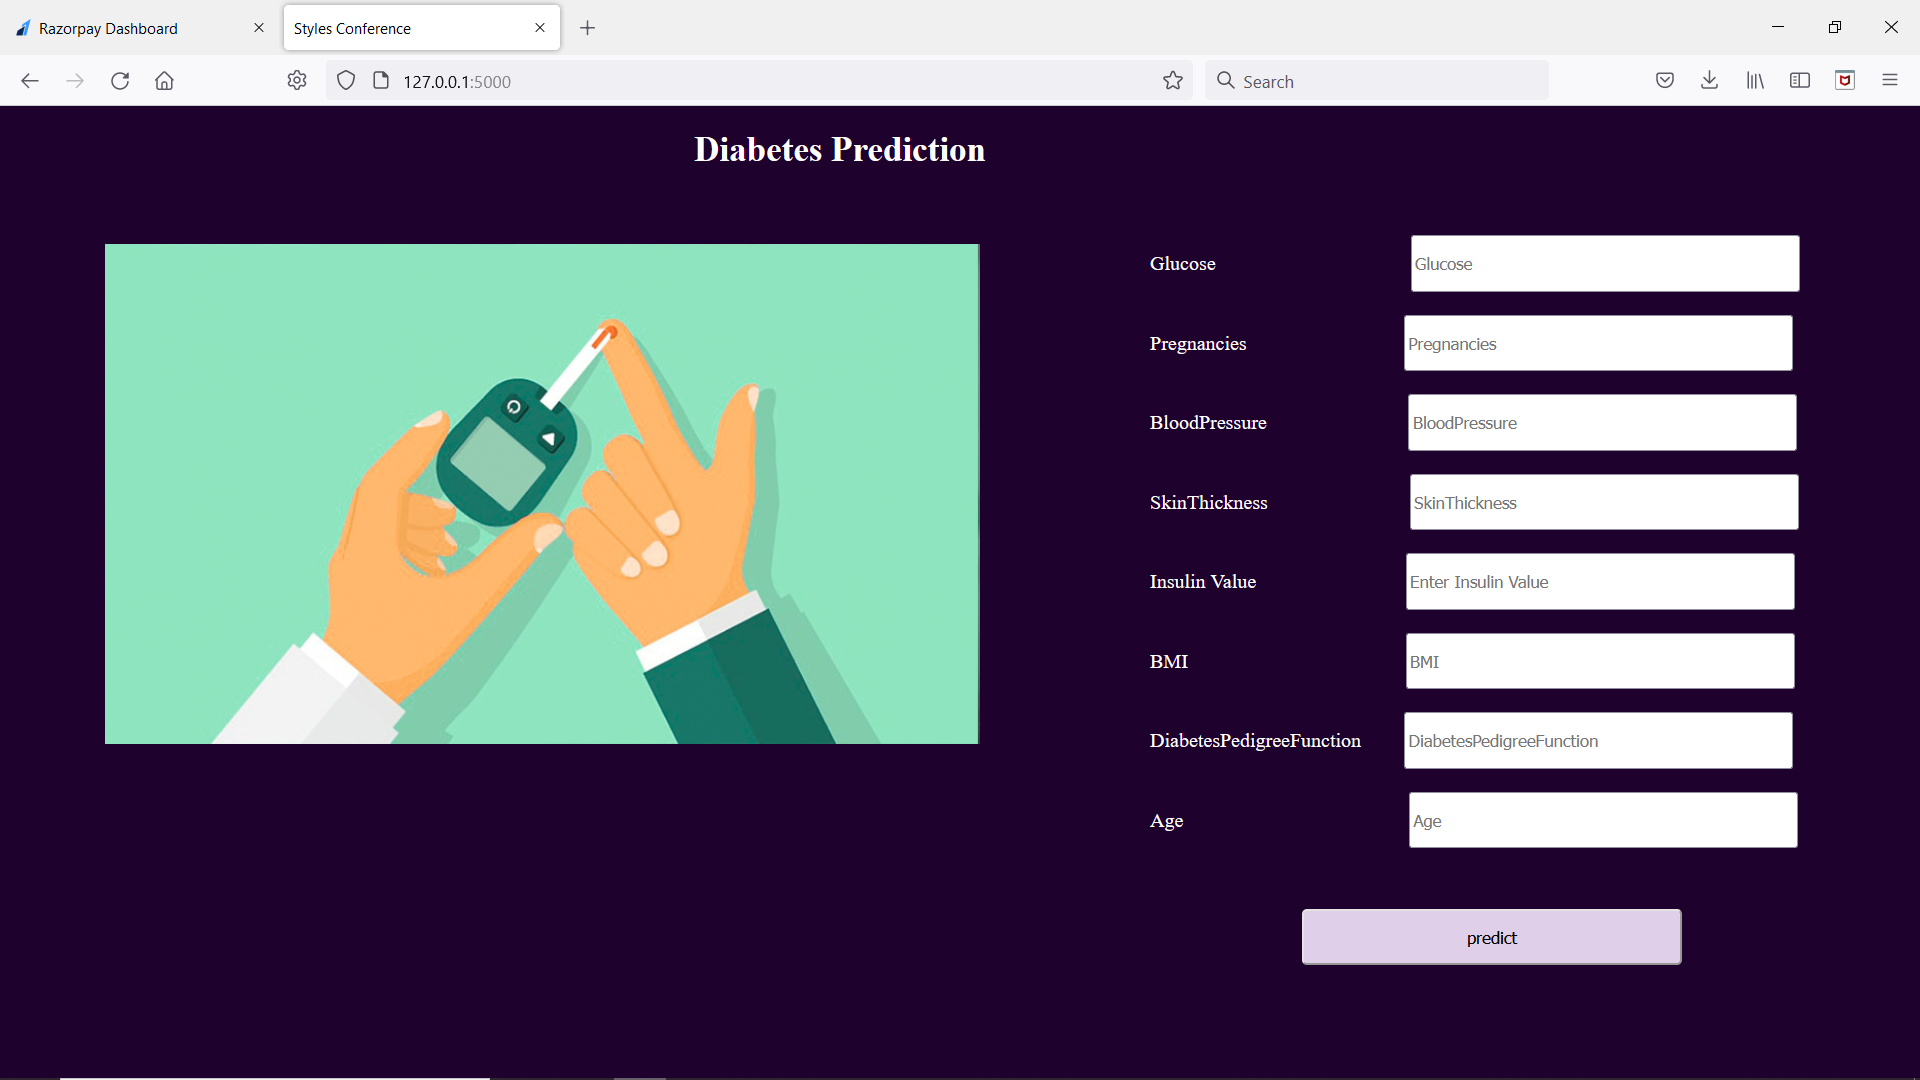 Razorpay Dashboard
Styles Conference
127.0.0.1:5000
Search
Diabetes Prediction
Glucose
Glucose
Pregnancies
Pregnancies
BloodPressure
BloodPressure
SkinThickness
SkinThickness
Insulin Value
Enter Insulin Value
BMI
BMI
DiabetesPedigreeFunction
DiabetesPedigreeFunction
Age
Age
predict